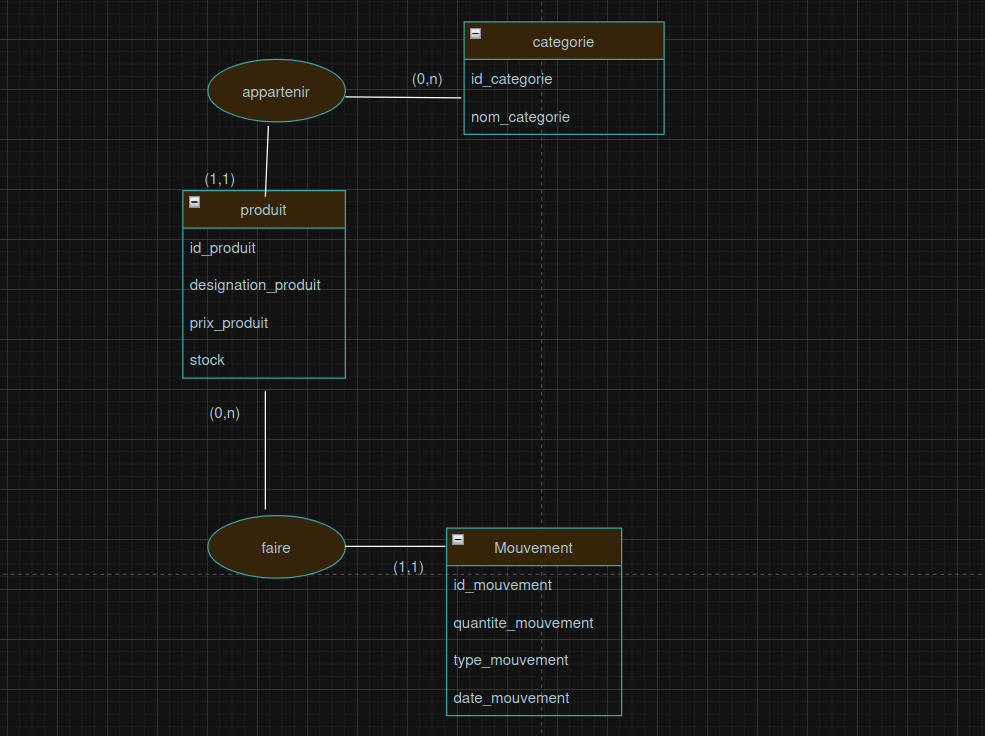 categorie
id_categorie
nom_categorie
(0,n)
appartenir
(1,1)
produit
id_produit
designation_produit
prix_produit
stock
(0,n)
faire
(1,1)
Mouvement
id_mouvement
quantite_mouvement
type_mouvement
date_mouvement